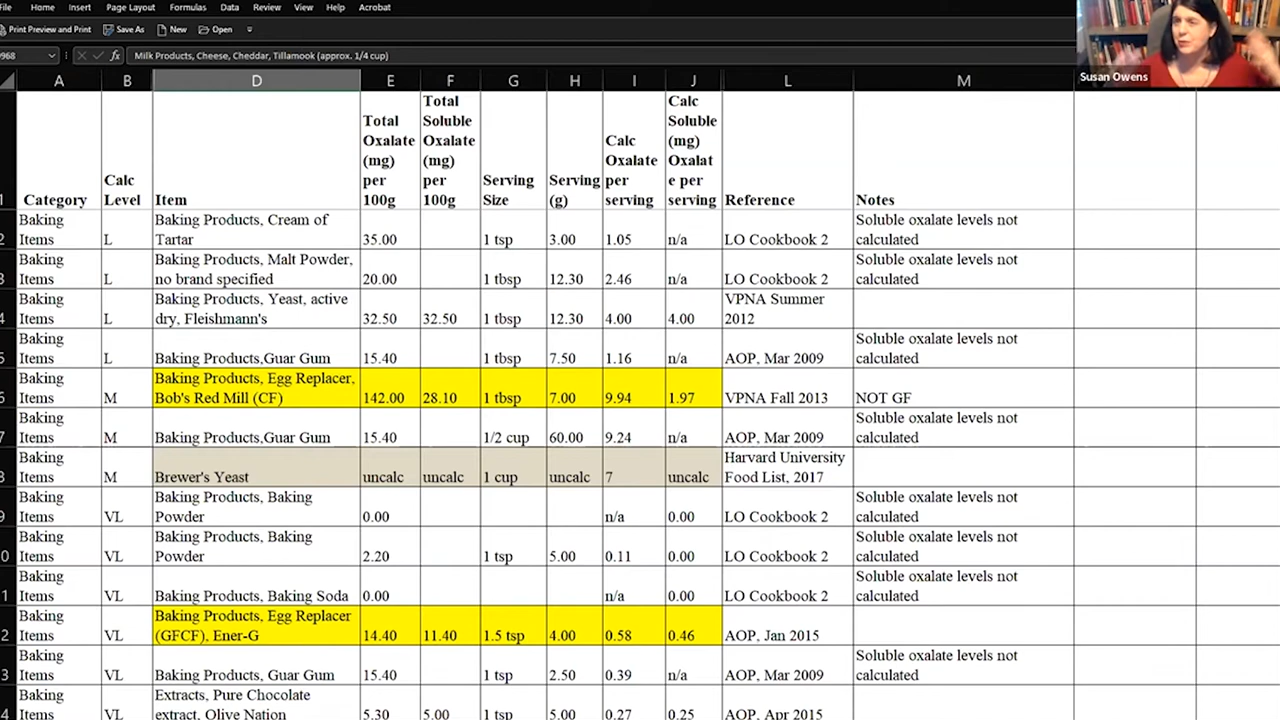 File Home Insert Page Layout Formulas Data Review View Help Acrobat
Print Preview and Print Save As New Open
968 fx Milk Products, Cheese, Cheddar, Tillamook (approx. 1/4 cup)
Susan Owens
A B D E F G H I J L M
Category
Calc
Level
Item
Total
Oxalate
(mg)
per
100g
Total
Soluble
Oxalate
(mg)
per
100g
Serving
Size
Serving
(g)
Calc
Oxalate
per
serving
Calc
Soluble
(mg)
Oxalat
e per
serving
Reference
Notes
Baking Baking Products, Cream of Soluble oxalate levels not
Items L Tartar 35.00 1 tsp 3.00 1.05 n/a LO Cookbook 2 calculated
Baking Baking Products, Malt Powder, Soluble oxalate levels not
Items L no brand specified 20.00 1 tbsp 12.30 2.46 n/a LO Cookbook 2 calculated
Baking Baking Products, Yeast, active VPNA Summer
Items L dry, Fleishmann's 32.50 32.50 1 tbsp 12.30 4.00 4.00 2012
Baking Soluble oxalate levels not
Items L Baking Products,Guar Gum 15.40 1 tbsp 7.50 1.16 n/a AOP, Mar 2009 calculated
Baking Baking Products, Egg Replacer,
Items M Bob's Red Mill (CF) 142.00 28.10 1 tbsp 7.00 9.94 1.97 VPNA Fall 2013 NOT GF
Baking Soluble oxalate levels not
Items M Baking Products,Guar Gum 15.40 1/2 cup 60.00 9.24 n/a AOP, Mar 2009 calculated
Baking Harvard University
Items M Brewer's Yeast uncalc uncalc 1 cup uncalc 7 uncalc Food List, 2017
Baking Baking Products, Baking Soluble oxalate levels not
Items VL Powder 0.00 n/a 0.00 LO Cookbook 2 calculated
Baking Baking Products, Baking Soluble oxalate levels not
Items VL Powder 2.20 1 tsp 5.00 0.11 0.00 LO Cookbook 2 calculated
Baking Soluble oxalate levels not
Items VL Baking Products, Baking Soda 0.00 n/a 0.00 LO Cookbook 2 calculated
Baking Baking Products, Egg Replacer
Items VL (GFCF), Ener-G 14.40 11.40 1.5 tsp 4.00 0.58 0.46 AOP, Jan 2015
Baking Soluble oxalate levels not
Items VL Baking Products, Guar Gum 15.40 1 tsp 2.50 0.39 n/a AOP, Mar 2009 calculated
Baking Extracts, Pure Chocolate
Items VL extract, Olive Nation 5.30 5.00 1 tsp 5.00 0.27 0.25 AOP, Apr 2015